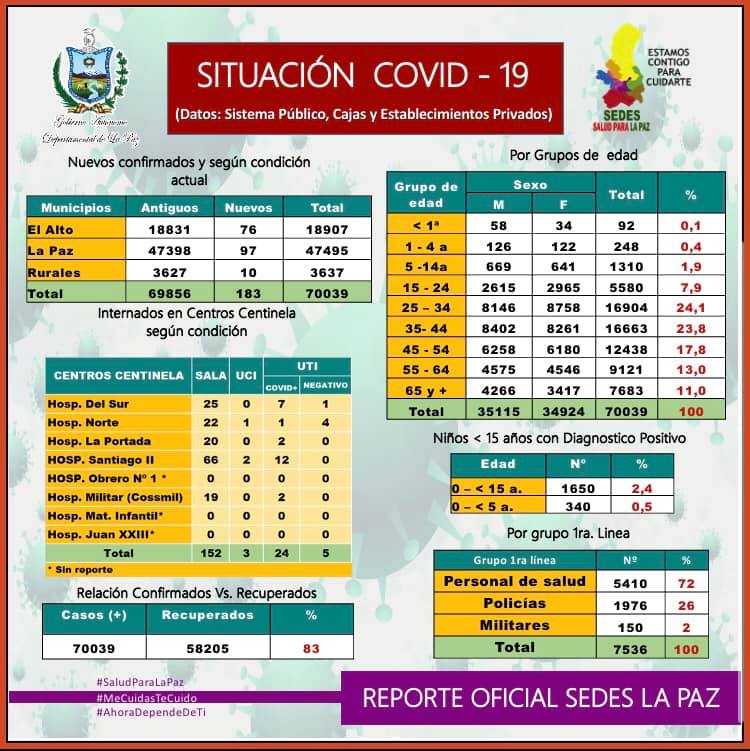 Gobierno Autónomo
Departamental de La Paz
SITUACIÓN COVID - 19
(Datos: Sistema Público, Cajas y Establecimientos Privados)
ESTAMOS
CONTIGO
PARA
CUIDARTE
SEDES
SALUD PARA LA PAZ
Nuevos confirmados y según condición
actual
Municipios Antiguos Nuevos Total
El Alto 18831 76 18907
La Paz 47398 97 47495
Rurales 3627 10 3637
Total 69856 183 70039
Internados en Centros Centinela
según condición
CENTROS CENTINELA SALA UCI UTI
COVID+ NEGATIVO
Hosp. Del Sur 25 0 7 1
Hosp. Norte 22 1 1 4
Hosp. La Portada 20 0 2 0
HOSP. Santiago II 66 2 12 0
HOSP. Obrero Nº 1 * 0 0 0 0
Hosp. Militar (Cossmil) 19 0 2 0
Hosp. Mat. Infantil* 0 0 0 0
Hosp. Juan XXIII* 0 0 0 0
Total 152 3 24 5
* Sin reporte
Relación Confirmados Vs. Recuperados
Casos (+) Recuperados %
70039 58205 83
Por Grupos de edad
Grupo de edad Sexo Total %
M F
< 1ª 58 34 92 0,1
1 - 4 a 126 122 248 0,4
5 -14a 669 641 1310 1,9
15 - 24 2615 2965 5580 7,9
25 – 34 8146 8758 16904 24,1
35- 44 8402 8261 16663 23,8
45 - 54 6258 6180 12438 17,8
55 - 64 4575 4546 9121 13,0
65 y + 4266 3417 7683 11,0
Total 35115 34924 70039 100
Niños < 15 años con Diagnostico Positivo
Edad Nº %
0 – < 15 a. 1650 2,4
0 – < 5 a. 340 0,5
Por grupo 1ra. Linea
Grupo 1ra línea Nº %
Personal de salud 5410 72
Policías 1976 26
Militares 150 2
Total 7536 100
#SaludParaLaPaz
#MeCuidasTeCuido
#AhoraDependeDeTi
REPORTE OFICIAL SEDES LA PAZ